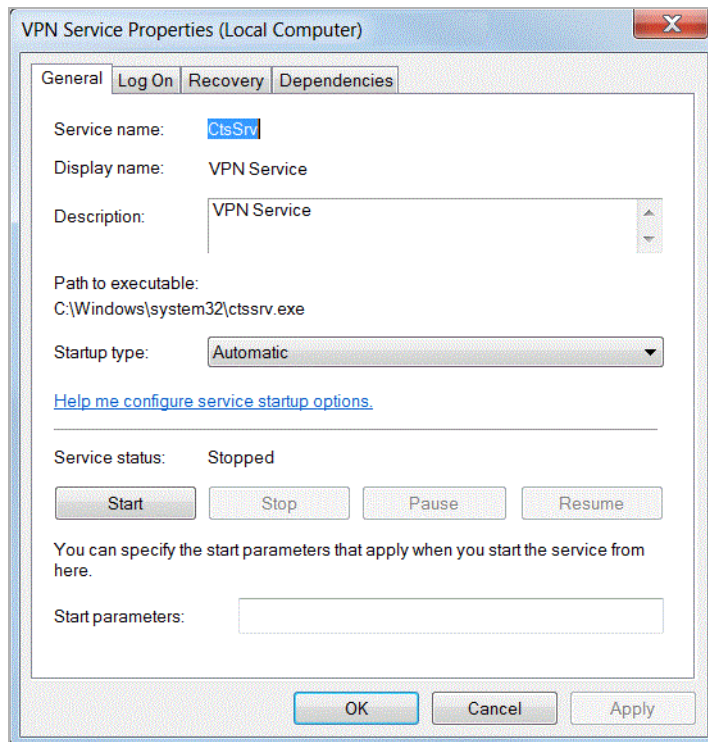 VPN Service Properties (Local Computer)
General Log On Recovery Dependencies
Service name: CtsSrv
Display name: VPN Service
Description: VPN Service
Path to executable:
C:\Windows\system32\ctssrv.exe
Startup type: Automatic
Help me configure service startup options.
Service status: Stopped
Start Stop Pause Resume
You can specify the start parameters that apply when you start the service from
here.
Start parameters:
OK Cancel Apply